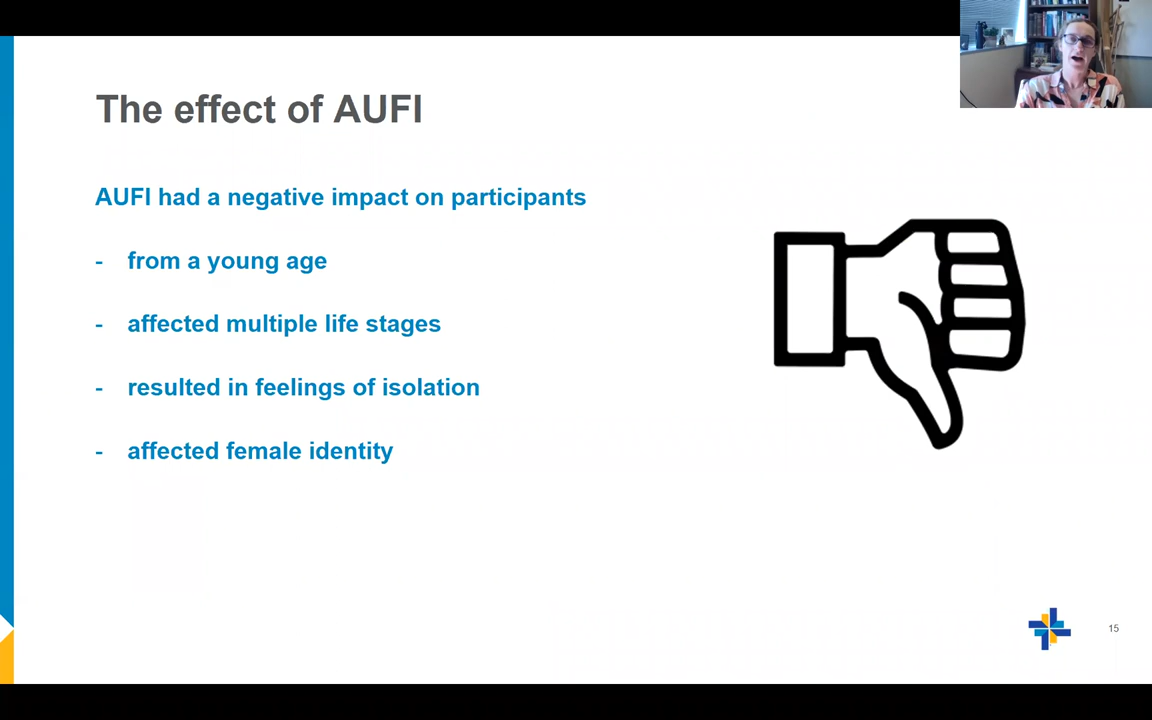 The effect of AUFI
AUFI had a negative impact on participants
- from a young age
- affected multiple life stages
- resulted in feelings of isolation
- affected female identity
15